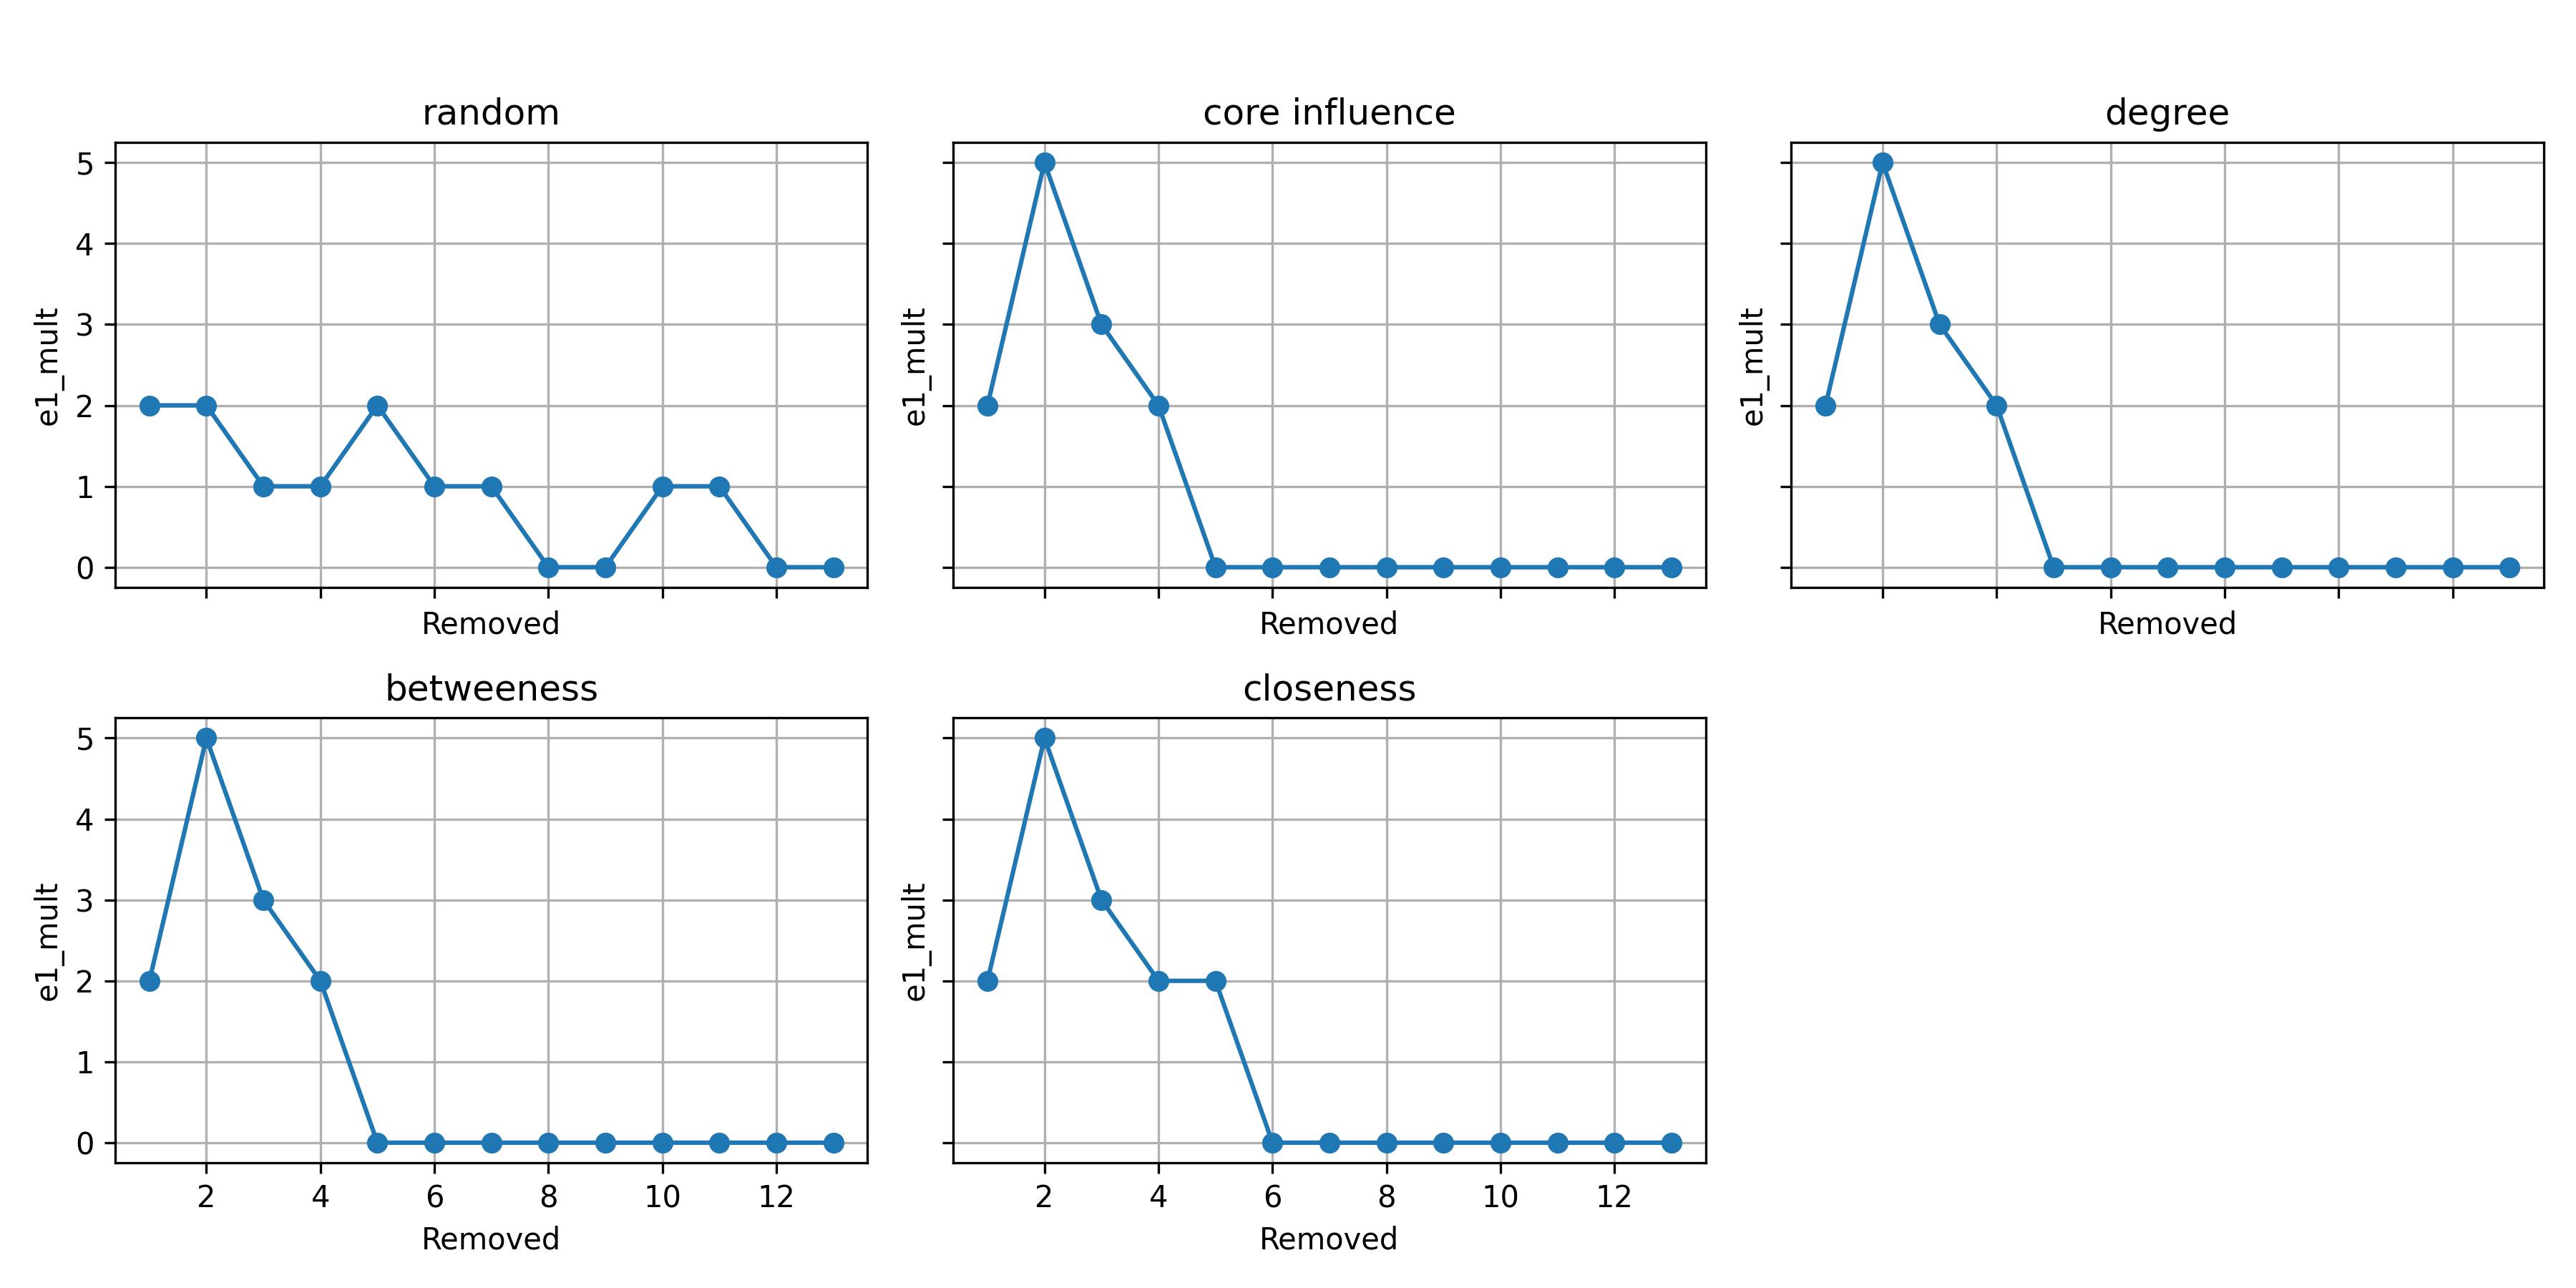 random
core influence
degree
5
4
3
2
1
0
e1_mult
e1_mult
e1_mult
Removed
Removed
Removed
betweeness
closeness
5
4
3
2
1
0
e1_mult
e1_mult
2 4 6 8 10 12
2 4 6 8 10 12
Removed
Removed